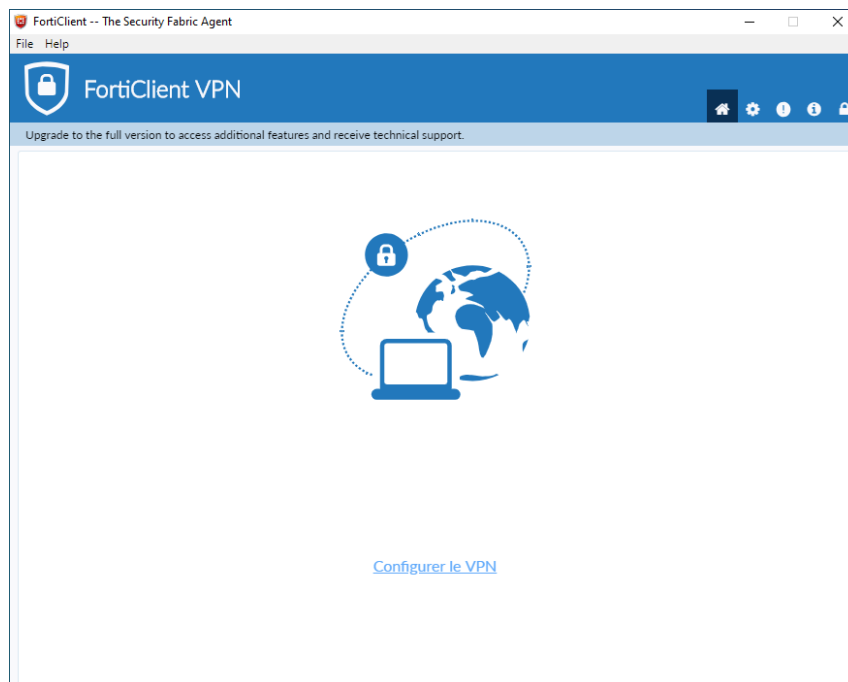 FortiClient -- The Security Fabric Agent
File Help
FortiClient VPN
Upgrade to the full version to access additional features and receive technical support.
Configurer le VPN